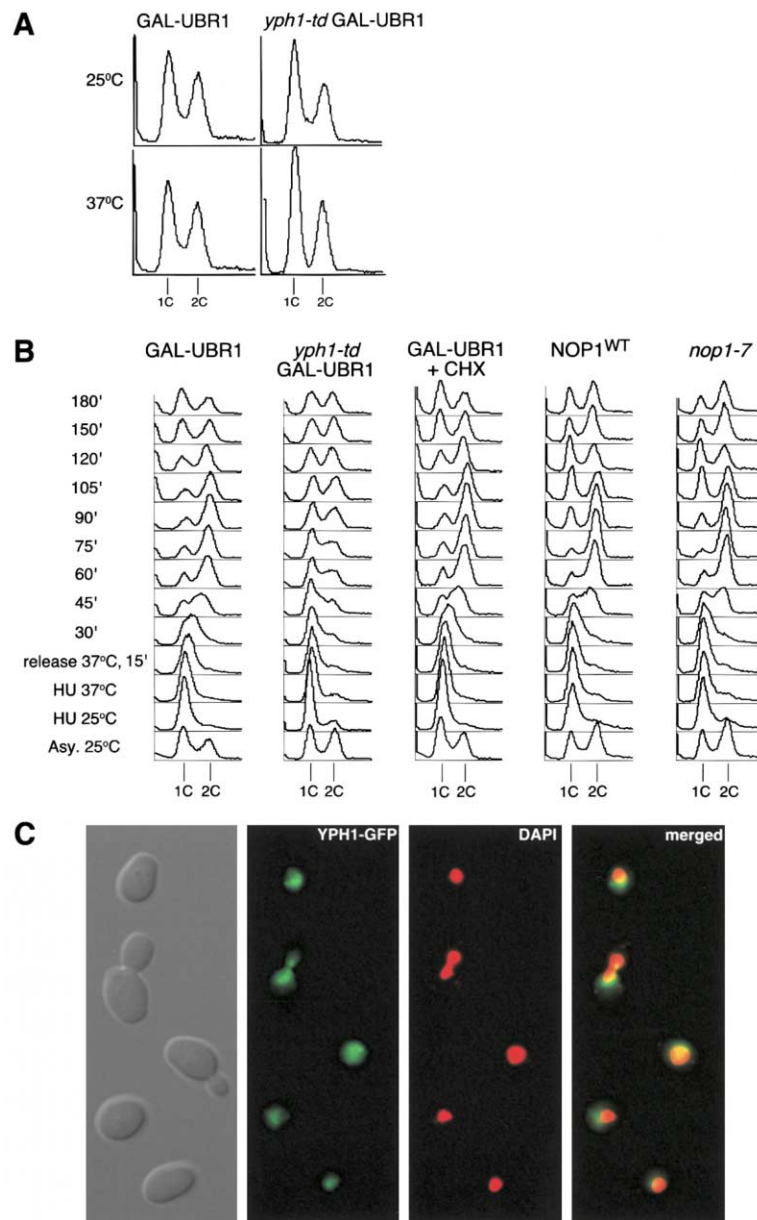 A
GAL-UBR1 yph1-td GAL-UBR1
25ºC
37ºC
1C 2C 1C 2C
B
GAL-UBR1 yph1-td GAL-UBR1 GAL-UBR1 + CHX NOP1WT nop1-7
180'
150'
120'
105'
90'
75'
60'
45'
30'
release 37ºC, 15'
HU 37ºC
HU 25ºC
Asy. 25ºC
1C 2C 1C 2C 1C 2C 1C 2C 1C 2C
C
YPH1-GFP DAPI merged